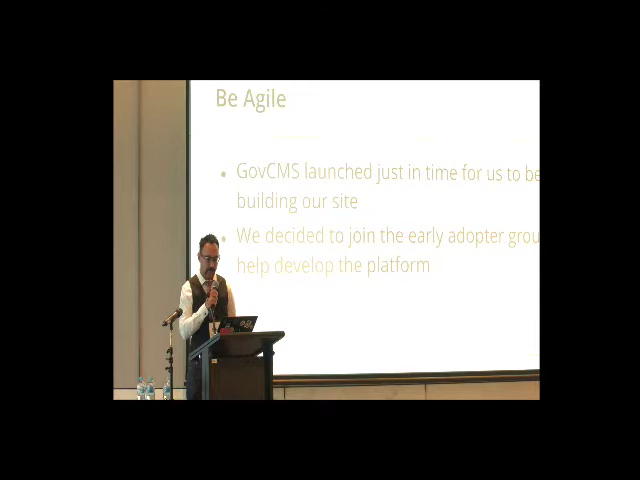 Be Agile
• GovCMS launched just in time for us to be
building our site
• We decided to join the early adopter grou
help develop the platform